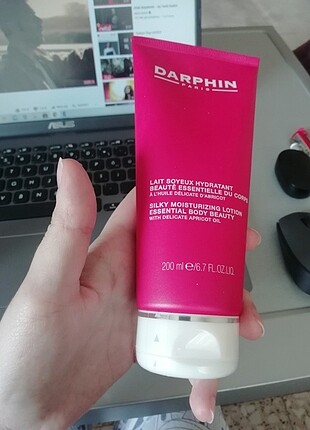 DARPHIN
PARIS
LAIT SOYEUX HYDRATANT
BEAUTÉ ESSENTIELLE DU CORPS
À L'HUILE DÉLICATE D'ABRICOT
SILKY MOISTURIZING LOTION
ESSENTIAL BODY BEAUTY
WITH DELICATE APRICOT OIL
200 ml e/6.7 FL.OZ.LIQ.
ASUS